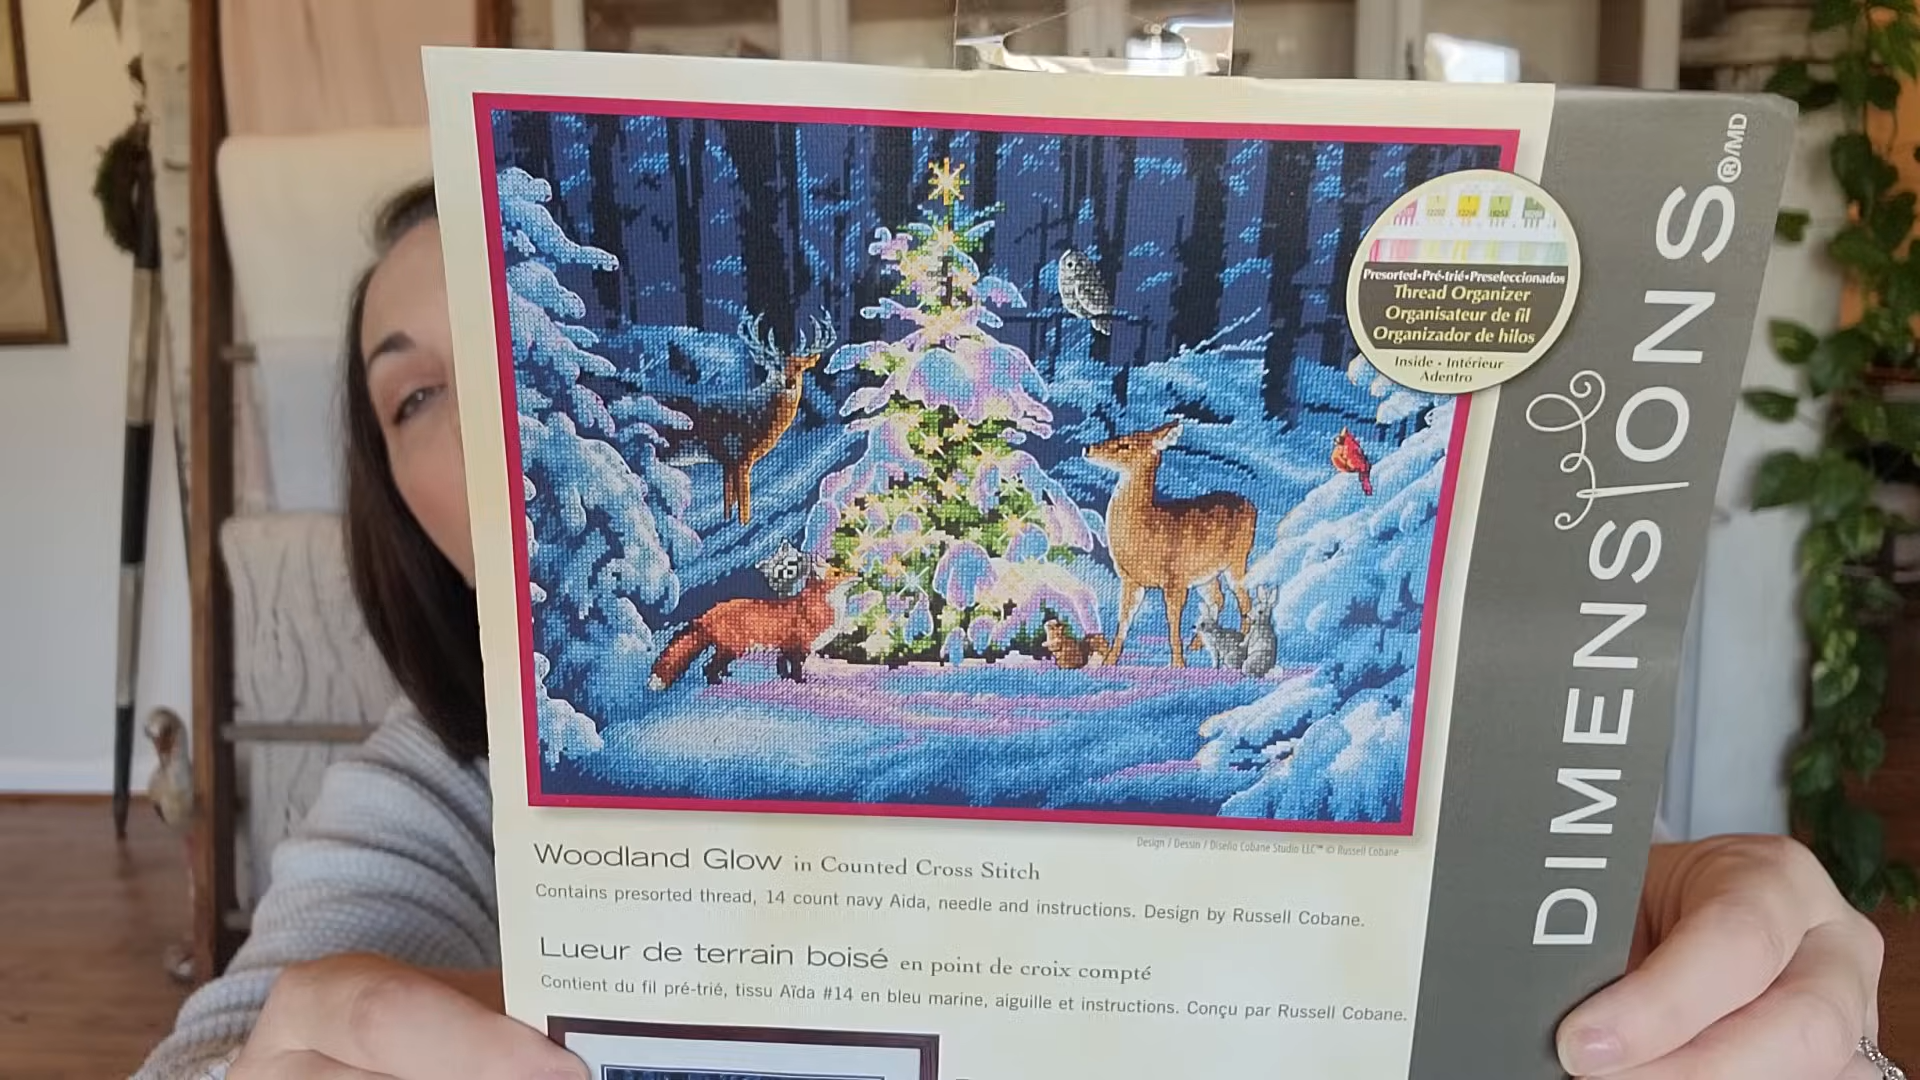 DIMENSIONS®/MD
Presorted•Pré-trié•Preseleccionados
Thread Organizer
Organisateur de fil
Organizador de hilos
Inside - Intérieur
Adentro
Design / Dessin / Diseño Cobane Studio LLC™ © Russell Cobane
Woodland Glow in Counted Cross Stitch
Contains presorted thread, 14 count navy Aida, needle and instructions. Design by Russell Cobane.
Lueur de terrain boisé en point de croix compté
Contient du fil pré-trié, tissu Aïda #14 en bleu marine, aiguille et instructions. Conçu par Russell Cobane.